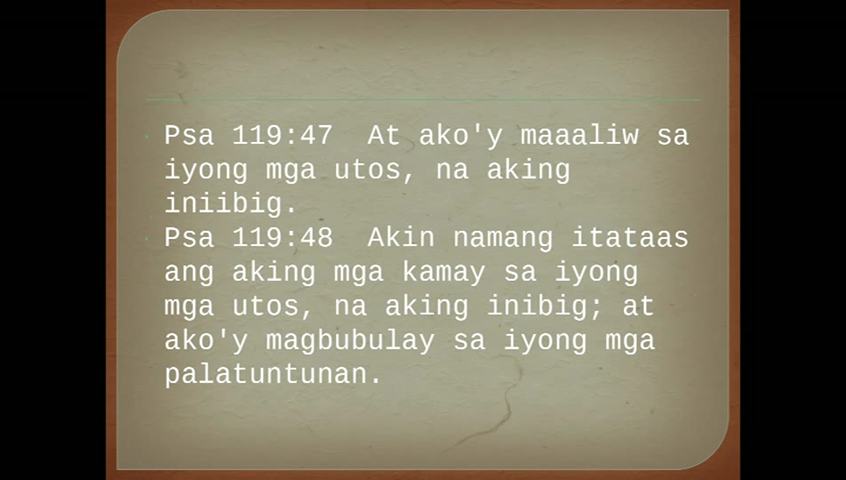 Psa 119:47  At ako'y maaaliw sa
iyong mga utos, na aking
iniibig.
Psa 119:48  Akin namang itataas
ang aking mga kamay sa iyong
mga utos, na aking inibig; at
ako'y magbubulay sa iyong mga
palatuntunan.